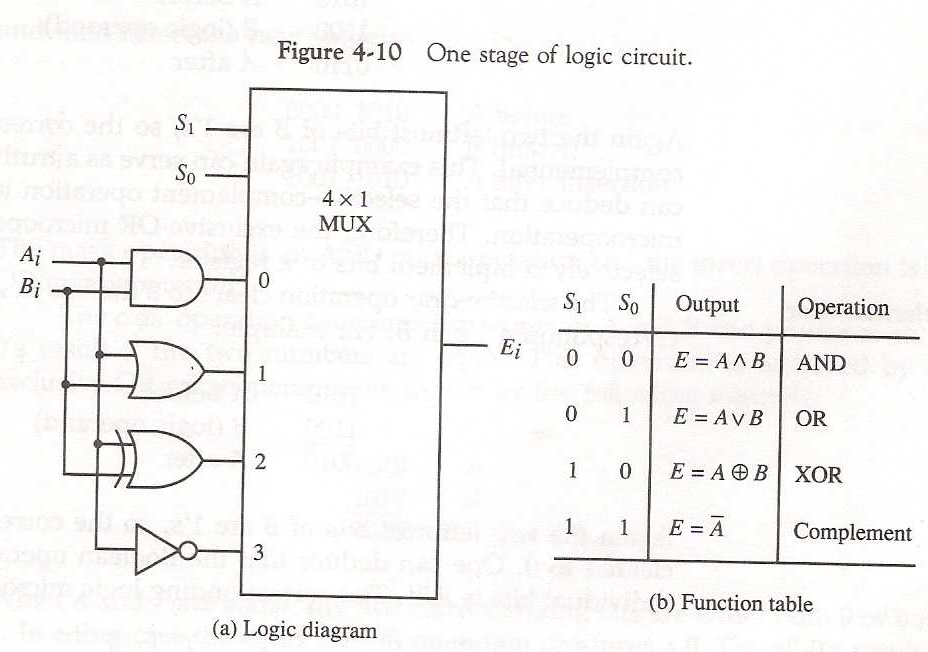 Figure 4-10 One stage of logic circuit.
S1
S0
4 × 1
MUX
Ai
Bi
0
1
2
3
Ei
(a) Logic diagram
S1 S0 Output Operation
0 0 E = A ∧ B AND
0 1 E = A ∨ B OR
1 0 E = A ⊕ B XOR
1 1 E = A̅ Complement
(b) Function table